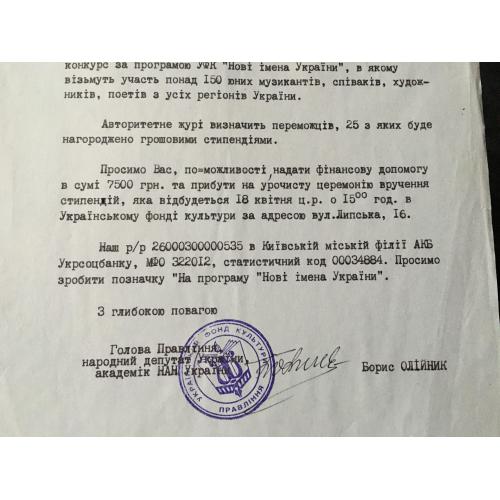 конкурс за програмою УФК "Нові імена України", в якому
візьмуть участь понад 150 юних музикантів, співаків, худож-
ників, поетів з усіх регіонів України.
Авторитетне журі визначить переможців, 25 з яких буде
нагороджено грошовими стипендіями.
Просимо Вас, по=можливості надати фінансову допомогу
в сумі 7500 грн. та прибути на урочисту церемонію вручення
стипендій, яка відбудеться 18 квітня ц.р. о 15⁰⁰ год. в
Українському фонді культури за адресою вул.Липська, 16.
Наш р/р 26000300000535 в Київській міській філії АКБ
Укрсоцбанку, МФО 322012, статистичний код 00034884. Просимо
зробити позначку "На програму "Нові імена України".
З глибокою повагою
Голова Правління,
народний депутат України,
академік НАН України
Борис ОЛІЙНИК
УКРАЇНСЬКИЙ ФОНД КУЛЬТУРИ
ПРАВЛІННЯ